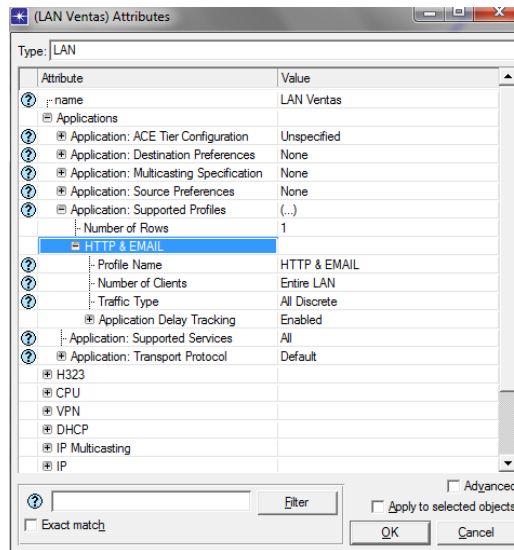 (LAN Ventas) Attributes
Type: LAN
Attribute Value
name LAN Ventas
Applications
Application: ACE Tier Configuration Unspecified
Application: Destination Preferences None
Application: Multicasting Specification None
Application: Source Preferences None
Application: Supported Profiles (...)
Number of Rows 1
HTTP & EMAIL
Profile Name HTTP & EMAIL
Number of Clients Entire LAN
Traffic Type All Discrete
Application Delay Tracking Enabled
Application: Supported Services All
Application: Transport Protocol Default
H323
CPU
VPN
DHCP
IP Multicasting
IP
Advanced
Filter
Apply to selected objects
Exact match
OK Cancel